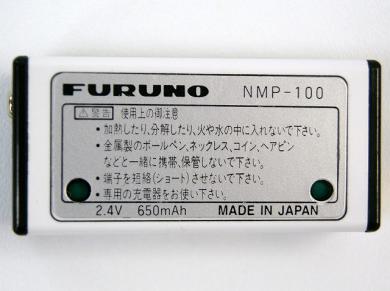 FURUNO NMP-100
⚠警告 使用上の御注意
・加熱したり、分解したり、火や水の中に入れないで下さい。
・金属製のボールペン、ネックレス、コイン、ヘアピン
などと一緒に携帯、保管しないで下さい。
・端子を短絡(ショート)させないで下さい。
・専用の充電器をお使い下さい。
2.4V 650mAh MADE IN JAPAN